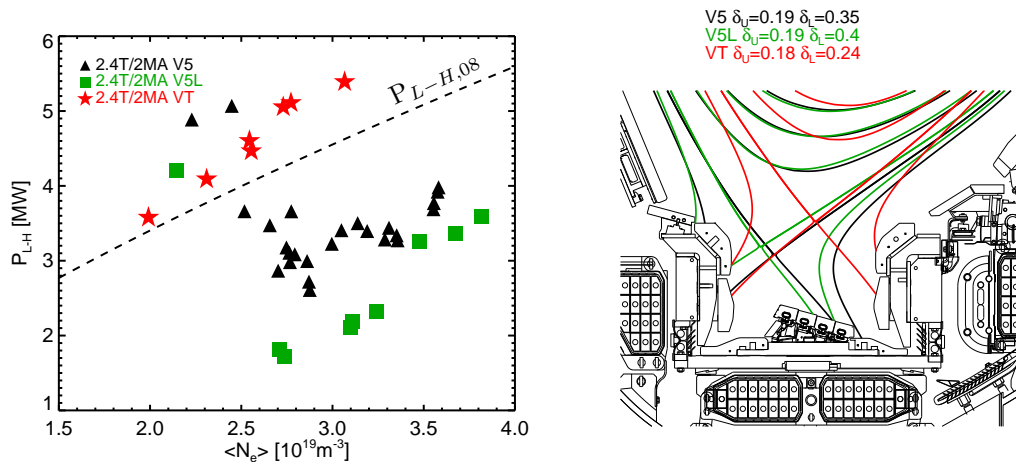 6
5
4
3
2
1
P_{L-H} [MW]
▲ 2.4T/2MA V5
■ 2.4T/2MA V5L
★ 2.4T/2MA VT
P_{L-H,08}
1.5 2.0 2.5 3.0 3.5 4.0
<N_e> [10^{19}m^{-3}]
V5 δ_U=0.19 δ_L=0.35
V5L δ_U=0.19 δ_L=0.4
VT δ_U=0.18 δ_L=0.24